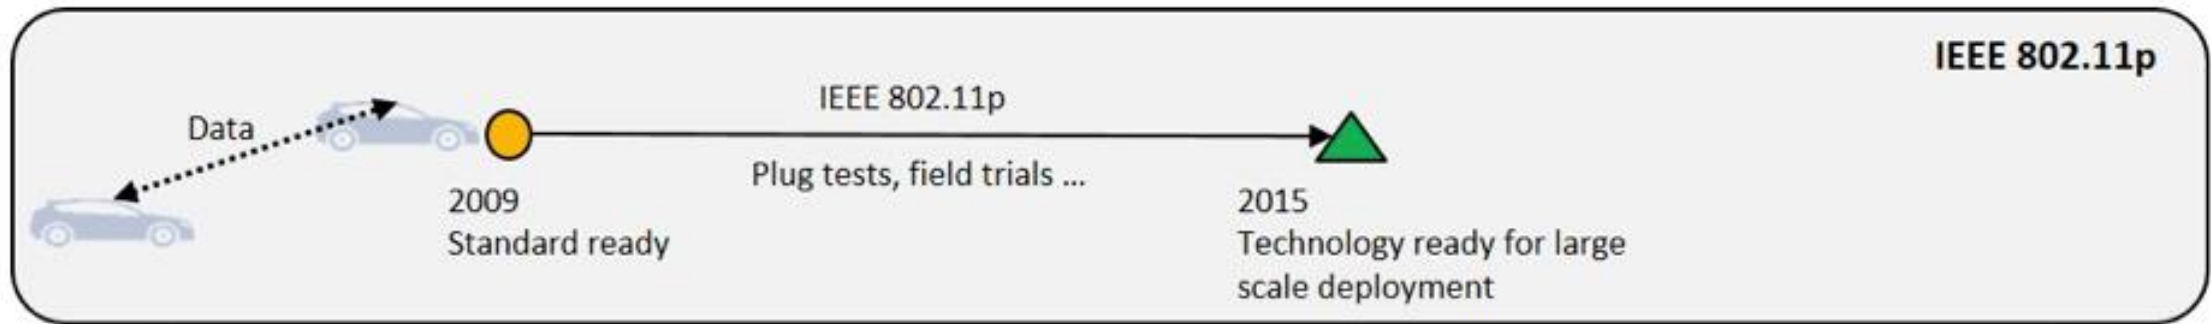 IEEE 802.11p
Data
IEEE 802.11p
Plug tests, field trials ...
2009
Standard ready
2015
Technology ready for large
scale deployment